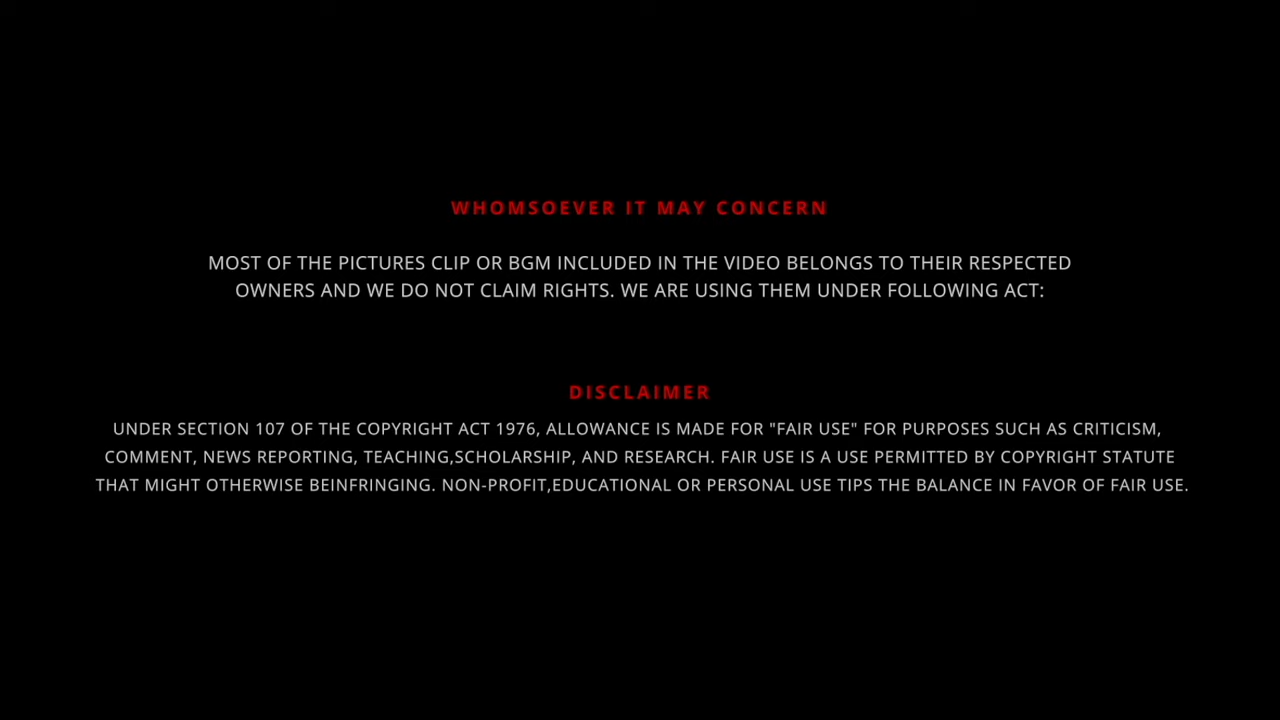 WHOMSOEVER IT MAY CONCERN
MOST OF THE PICTURES CLIP OR BGM INCLUDED IN THE VIDEO BELONGS TO THEIR RESPECTED
OWNERS AND WE DO NOT CLAIM RIGHTS. WE ARE USING THEM UNDER FOLLOWING ACT:
DISCLAIMER
UNDER SECTION 107 OF THE COPYRIGHT ACT 1976, ALLOWANCE IS MADE FOR "FAIR USE" FOR PURPOSES SUCH AS CRITICISM,
COMMENT, NEWS REPORTING, TEACHING,SCHOLARSHIP, AND RESEARCH. FAIR USE IS A USE PERMITTED BY COPYRIGHT STATUTE
THAT MIGHT OTHERWISE BEINFRINGING. NON-PROFIT,EDUCATIONAL OR PERSONAL USE TIPS THE BALANCE IN FAVOR OF FAIR USE.